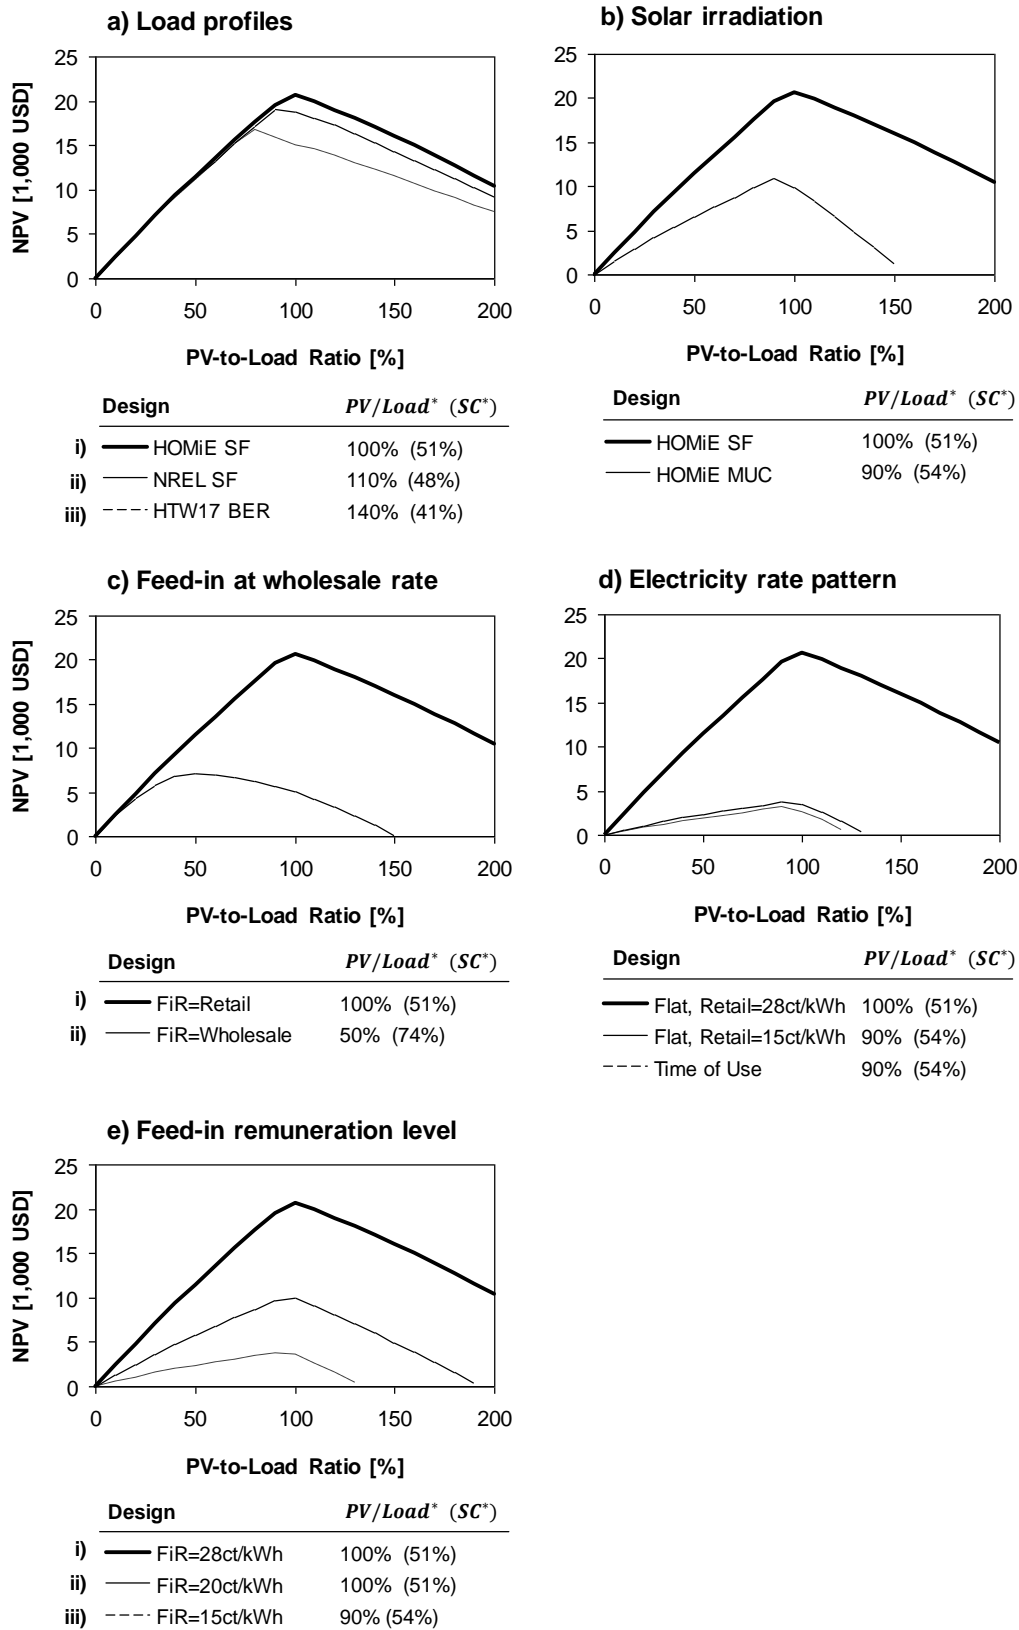 a) Load profiles
NPV [1,000 USD]
25
20
15
10
5
0
0 50 100 150 200
PV-to-Load Ratio [%]
Design PV/Load* (SC*)
i) HOMiE SF 100% (51%)
ii) NREL SF 110% (48%)
iii) HTW17 BER 140% (41%)
b) Solar irradiation
25
20
15
10
5
0
0 50 100 150 200
PV-to-Load Ratio [%]
Design PV/Load* (SC*)
HOMiE SF 100% (51%)
HOMiE MUC 90% (54%)
c) Feed-in at wholesale rate
NPV [1,000 USD]
25
20
15
10
5
0
0 50 100 150 200
PV-to-Load Ratio [%]
Design PV/Load* (SC*)
i) FiR=Retail 100% (51%)
ii) FiR=Wholesale 50% (74%)
d) Electricity rate pattern
25
20
15
10
5
0
0 50 100 150 200
PV-to-Load Ratio [%]
Design PV/Load* (SC*)
Flat, Retail=28ct/kWh 100% (51%)
Flat, Retail=15ct/kWh 90% (54%)
Time of Use 90% (54%)
e) Feed-in remuneration level
NPV [1,000 USD]
25
20
15
10
5
0
0 50 100 150 200
PV-to-Load Ratio [%]
Design PV/Load* (SC*)
i) FiR=28ct/kWh 100% (51%)
ii) FiR=20ct/kWh 100% (51%)
iii) FiR=15ct/kWh 90% (54%)